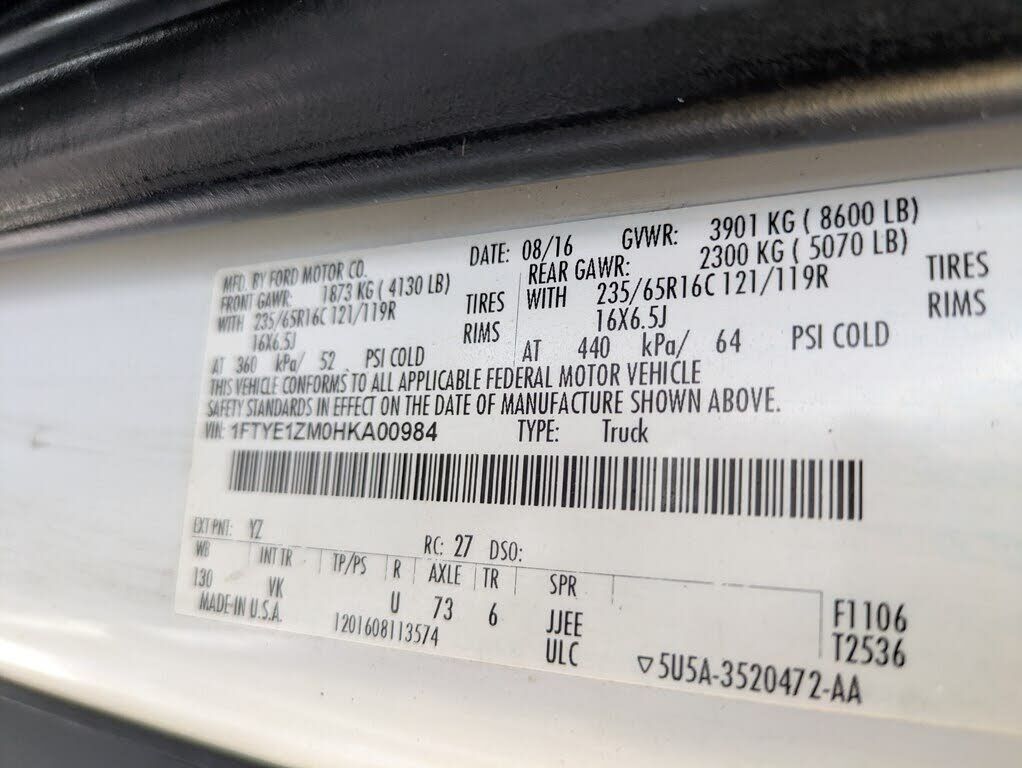 MFD. BY FORD MOTOR CO. DATE: 08/16 GVWR: 3901 KG ( 8600 LB)
FRONT GAWR: 1873 KG ( 4130 LB) REAR GAWR: 2300 KG ( 5070 LB)
WITH 235/65R16C 121/119R TIRES WITH 235/65R16C 121/119R TIRES
16X6.5J RIMS 16X6.5J RIMS
AT 360 kPa/ 52 PSI COLD AT 440 kPa/ 64 PSI COLD
THIS VEHICLE CONFORMS TO ALL APPLICABLE FEDERAL MOTOR VEHICLE
SAFETY STANDARDS IN EFFECT ON THE DATE OF MANUFACTURE SHOWN ABOVE.
VIN: 1FTYE1ZM0HKA00984 TYPE: Truck
EXT PNT: YZ RC: 27 DSO:
WB INT TR TP/PS R AXLE TR SPR
130 VK U 73 6 JJEE F1106
MADE IN U.S.A. 1201608113574 ULC T2536
▽5U5A-3520472-AA